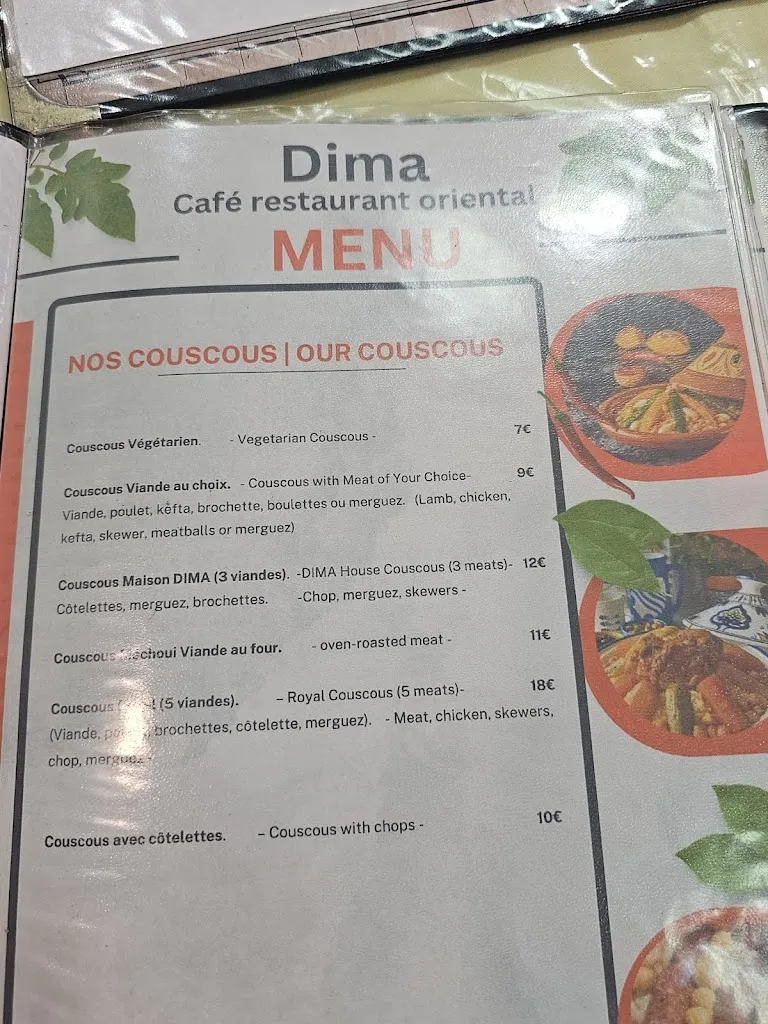 Dima
Café restaurant oriental
MENU
NOS COUSCOUS | OUR COUSCOUS
Couscous Végétarien. - Vegetarian Couscous - 7€
Couscous Viande au choix. - Couscous with Meat of Your Choice- 9€
Viande, poulet, kefta, brochette, boulettes ou merguez. (Lamb, chicken,
kefta, skewer, meatballs or merguez)
Couscous Maison DIMA (3 viandes). -DIMA House Couscous (3 meats)- 12€
Côtelettes, merguez, brochettes. -Chop, merguez, skewers -
Couscous Viande au four. - oven-roasted meat - 11€
Couscous (5 viandes). – Royal Couscous (5 meats)- 18€
(Viande, brochettes, côtelette, merguez). - Meat, chicken, skewers,
chop, merguez -
Couscous avec côtelettes. – Couscous with chops - 10€